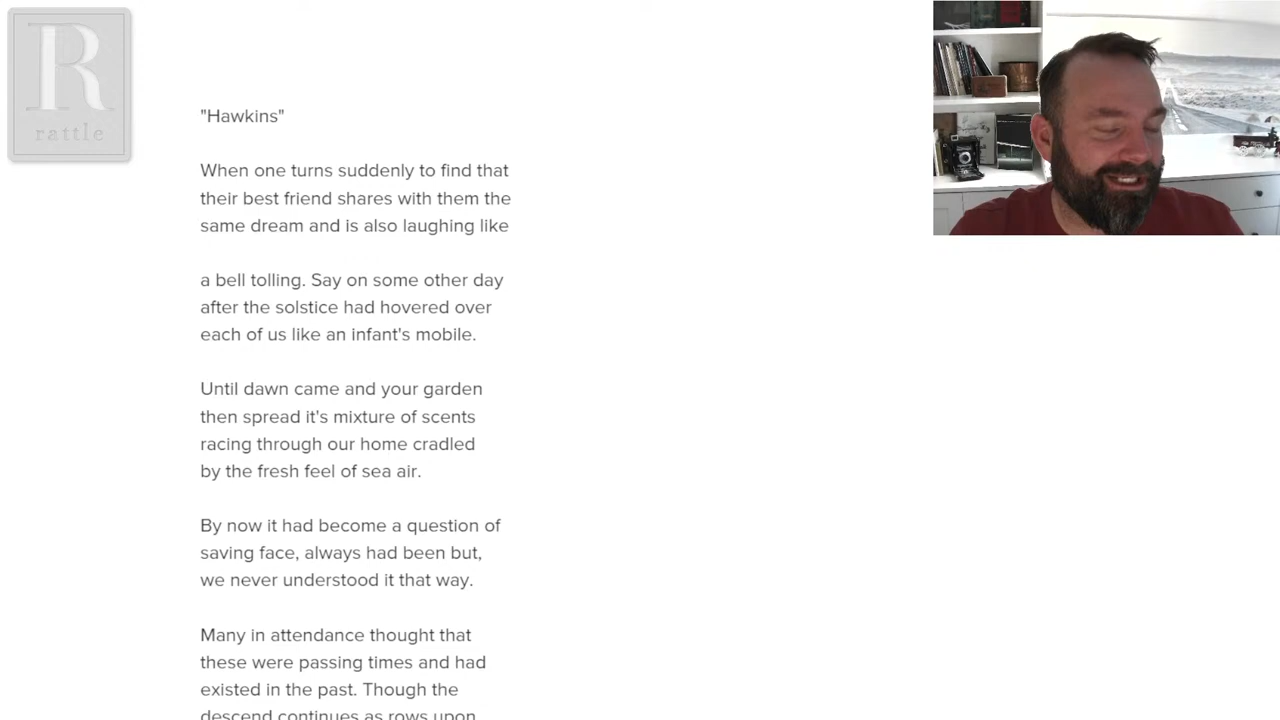 R
rattle
"Hawkins"
When one turns suddenly to find that
their best friend shares with them the
same dream and is also laughing like
a bell tolling. Say on some other day
after the solstice had hovered over
each of us like an infant's mobile.
Until dawn came and your garden
then spread it's mixture of scents
racing through our home cradled
by the fresh feel of sea air.
By now it had become a question of
saving face, always had been but,
we never understood it that way.
Many in attendance thought that
these were passing times and had
existed in the past. Though the
descend continues as rows upon